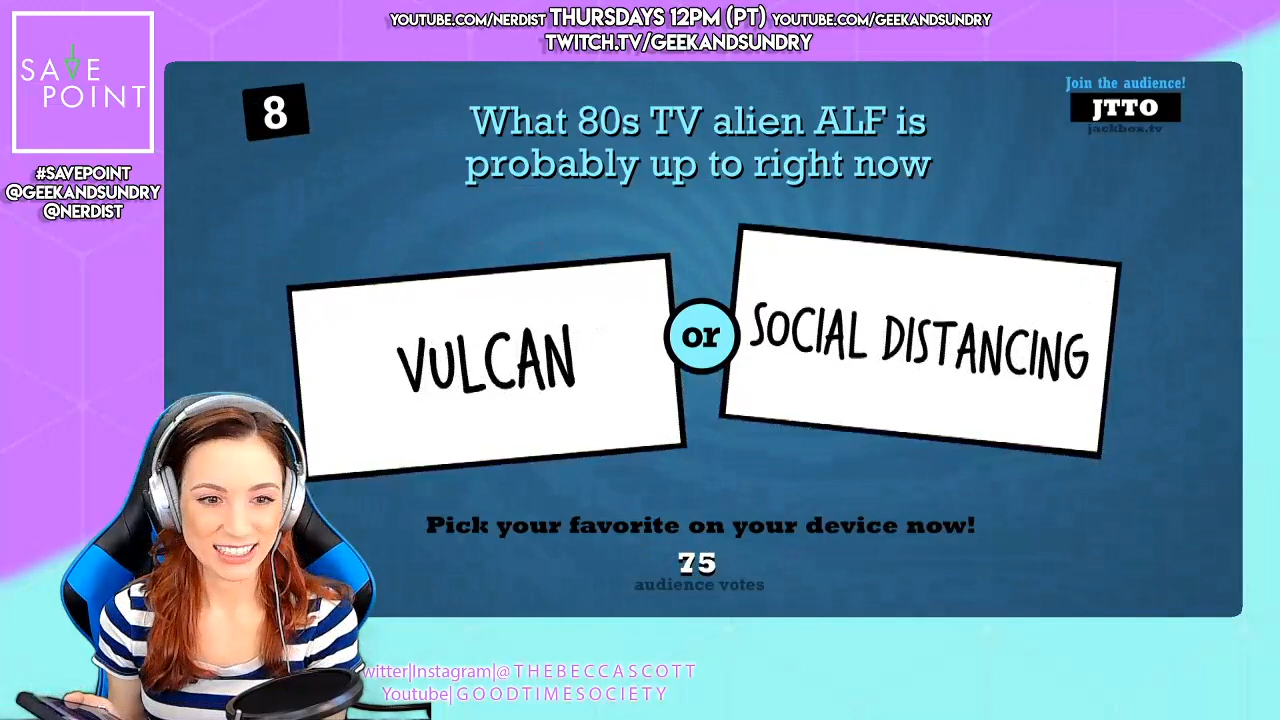 YOUTUBE.COM/NERDIST THURSDAYS 12PM (PT) YOUTUBE.COM/GEEKANDSUNDRY
TWITCH.TV/GEEKANDSUNDRY
SAVE
POINT
#SAVEPOINT
@GEEKANDSUNDRY
@NERDIST
8
What 80s TV alien ALF is
probably up to right now
Join the audience!
JTTO
jackbox.tv
VULCAN
or
SOCIAL DISTANCING
Pick your favorite on your device now!
75
audience votes
witter|Instagram|@THEBECCASCOTT
Youtube|GOODTIMESOCIETY